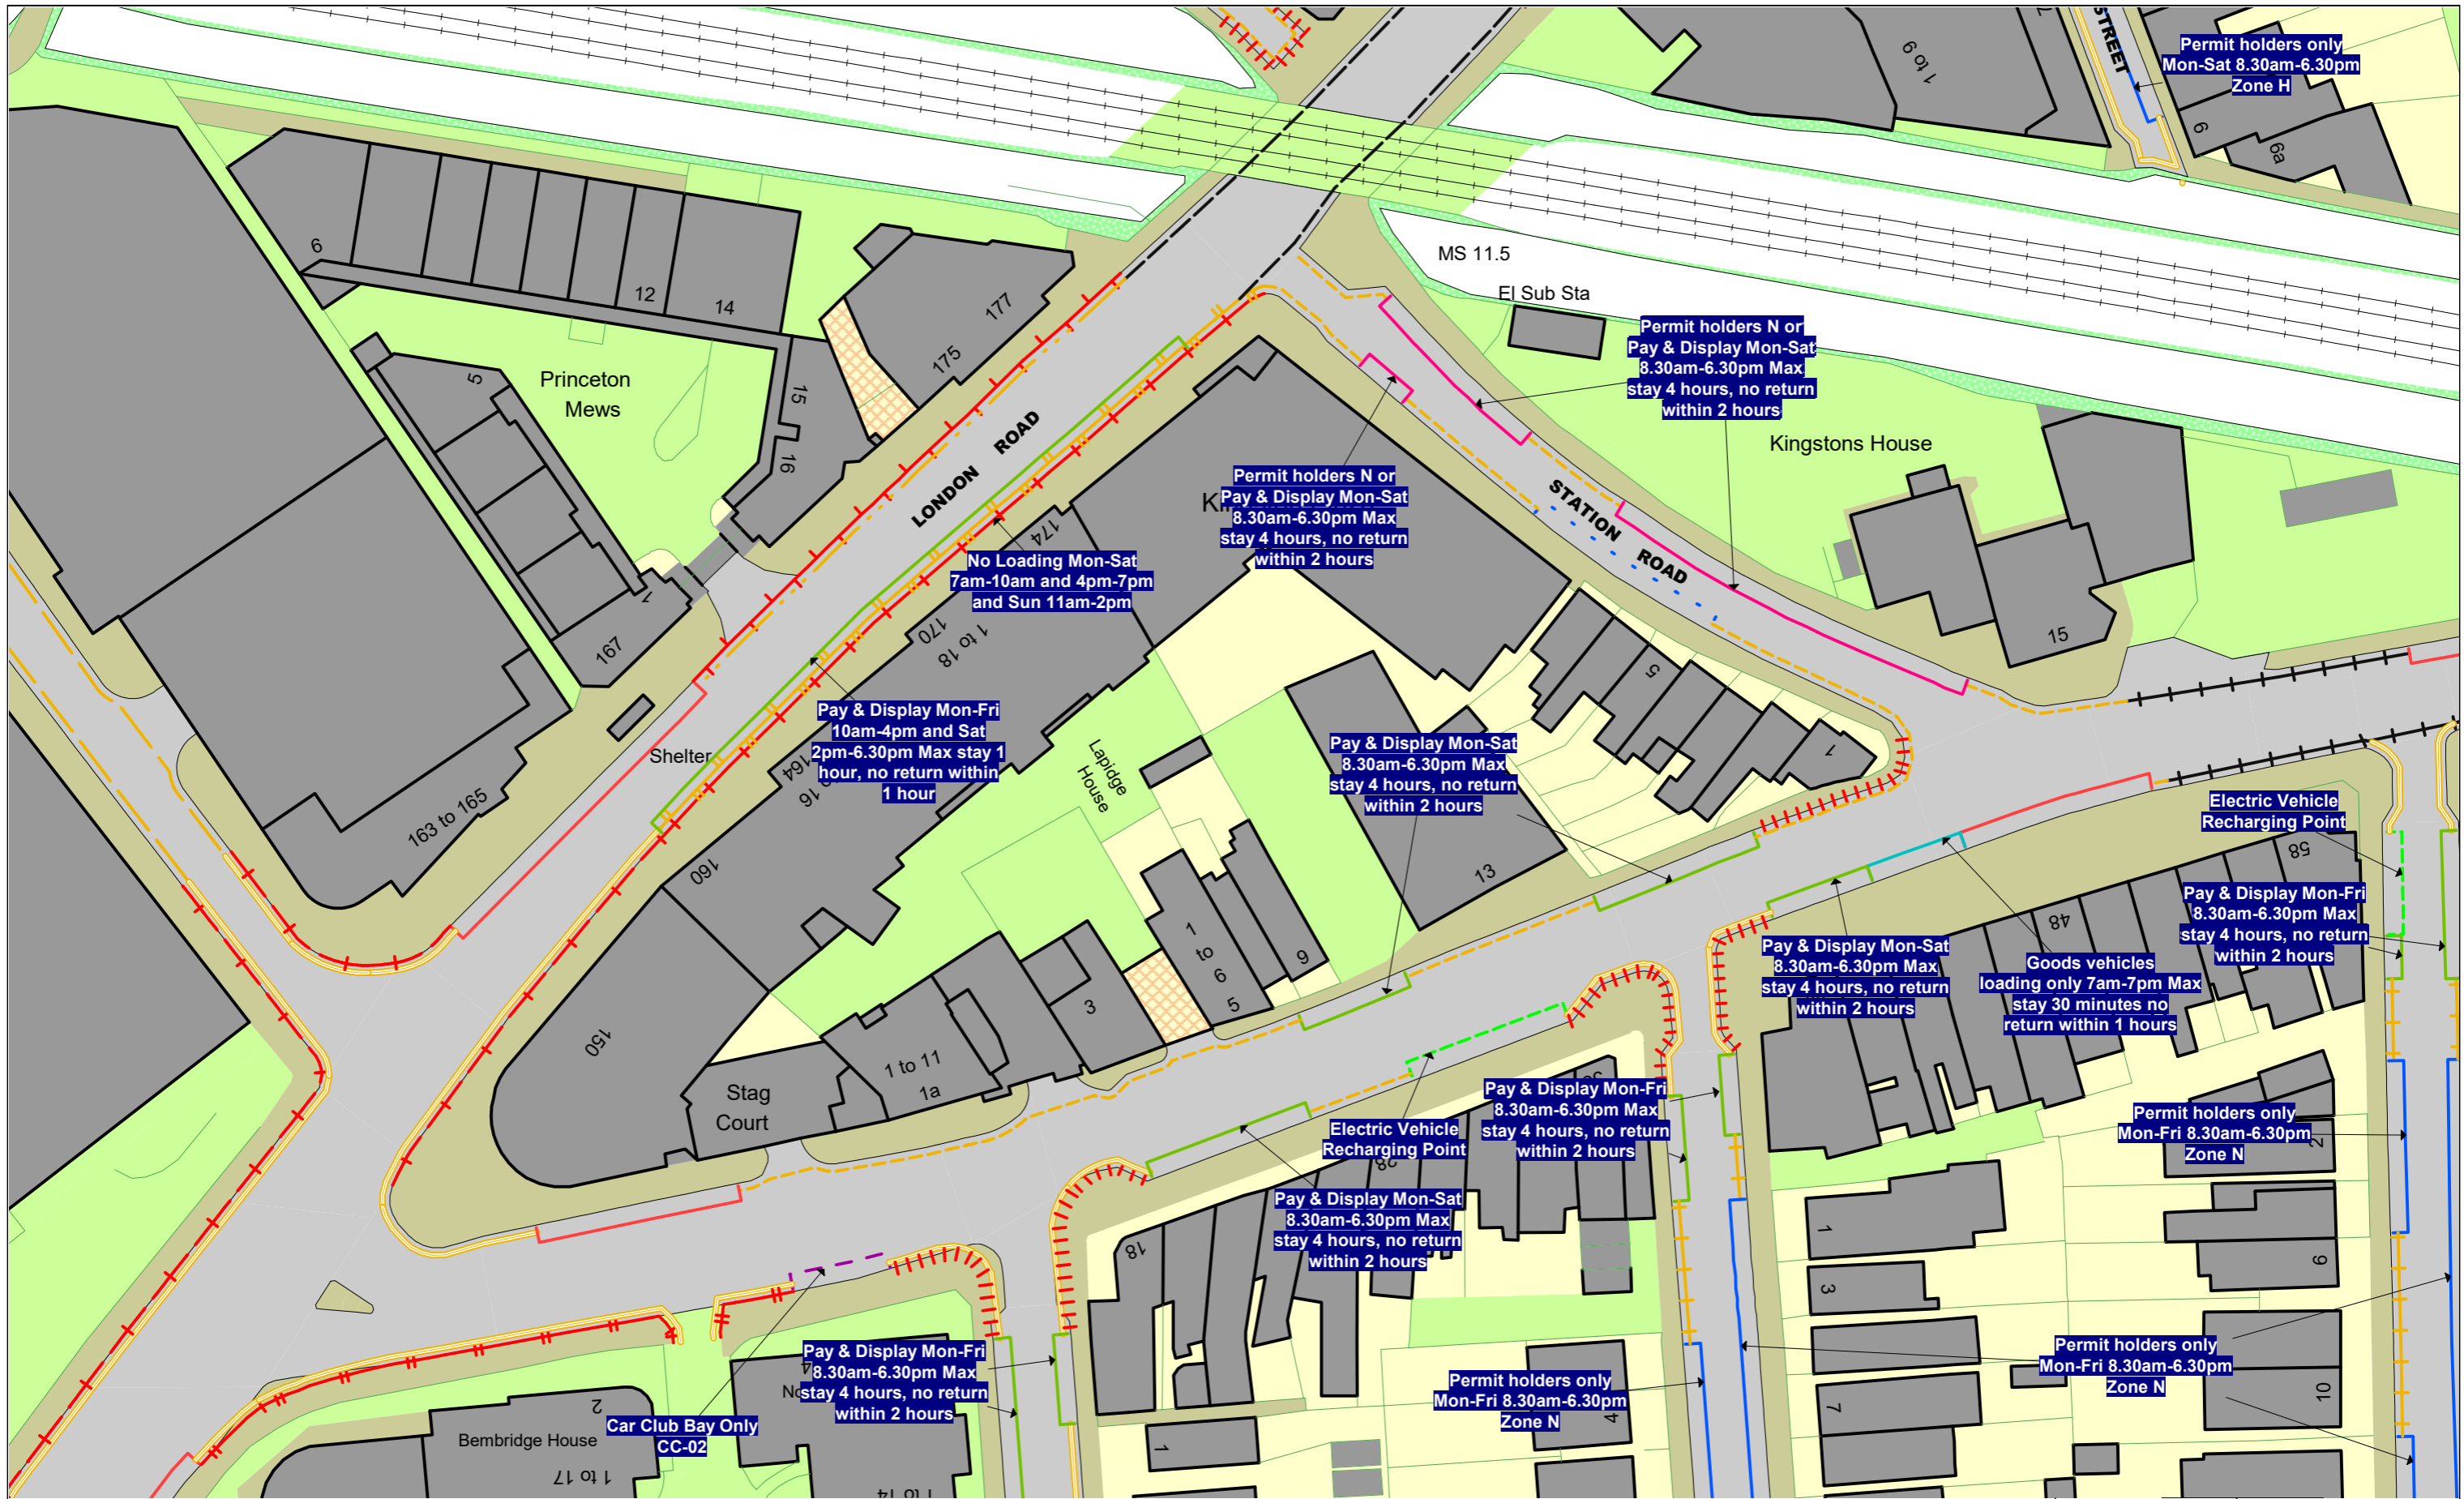 STREET
Permit holders only
Mon-Sat 8.30am-6.30pm
Zone H
1 to 9
6
6a
MS 11.5
El Sub Sta
6
12
14
177
175
15
16
5
Princeton
Mews
1
167
LONDON ROAD
Permit holders N or
Pay & Display Mon-Sat
8.30am-6.30pm Max
stay 4 hours, no return
within 2 hours
Kingstons House
15
Permit holders N or
Pay & Display Mon-Sat
8.30am-6.30pm Max
stay 4 hours, no return
within 2 hours
STATION ROAD
174
No Loading Mon-Sat
7am-10am and 4pm-7pm
and Sun 11am-2pm
170
1 to 18
5
1
Pay & Display Mon-Fri
10am-4pm and Sat
2pm-6.30pm Max stay 1
hour, no return within
1 hour
Shelter
164
16
163 to 165
Lapidge
House
160
Pay & Display Mon-Sat
8.30am-6.30pm Max
stay 4 hours, no return
within 2 hours
13
Electric Vehicle
Recharging Point
58
48
Pay & Display Mon-Fri
8.30am-6.30pm Max
stay 4 hours, no return
within 2 hours
Pay & Display Mon-Sat
8.30am-6.30pm Max
stay 4 hours, no return
within 2 hours
Goods vehicles
loading only 7am-7pm Max
stay 30 minutes no
return within 1 hours
150
Stag
Court
1 to 11
1a
3
1
to
6
5
9
Electric Vehicle
Recharging Point
Pay & Display Mon-Fri
8.30am-6.30pm Max
stay 4 hours, no return
within 2 hours
28
Pay & Display Mon-Sat
8.30am-6.30pm Max
stay 4 hours, no return
within 2 hours
18
Permit holders only
Mon-Fri 8.30am-6.30pm
Zone N
2
6
10
1
3
7
Permit holders only
Mon-Fri 8.30am-6.30pm
Zone N
Permit holders only
Mon-Fri 8.30am-6.30pm
Zone N
4
1
Pay & Display Mon-Fri
8.30am-6.30pm Max
stay 4 hours, no return
within 2 hours
4
Car Club Bay Only
CC-02
2
Bembridge House
1 to 17
1 to 14